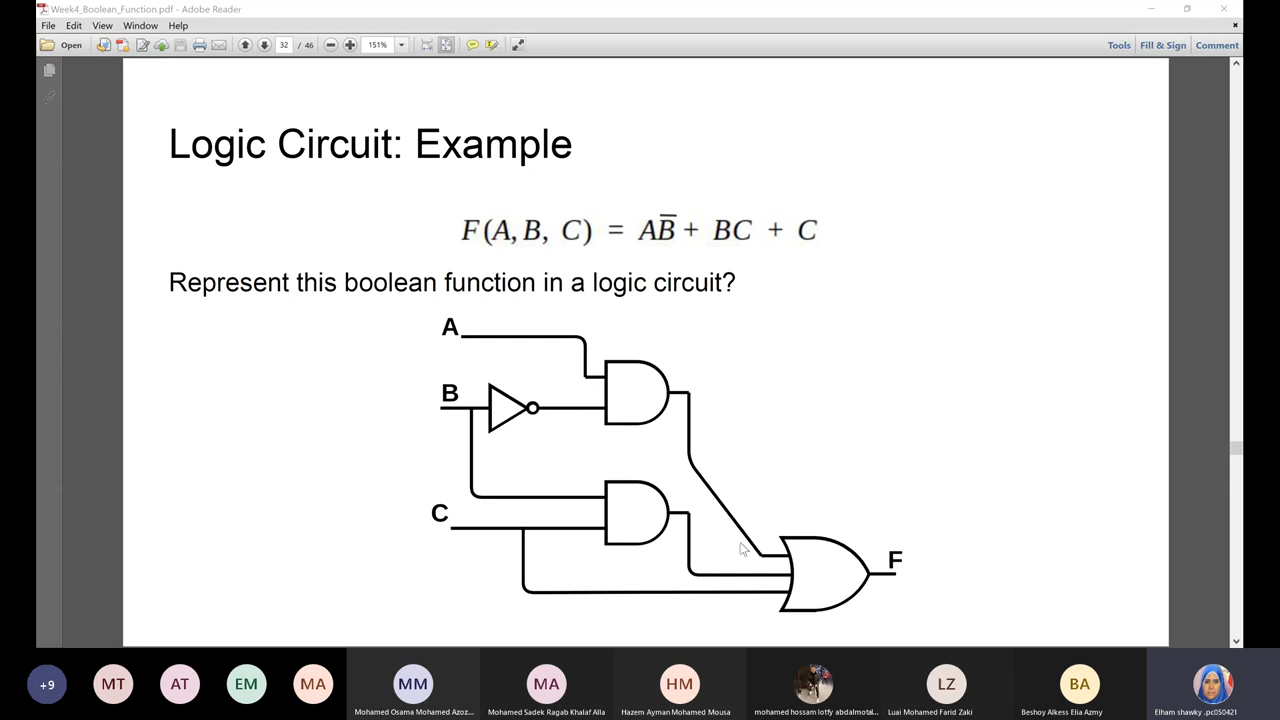 Week4_Boolean_Function.pdf - Adobe Reader
File Edit View Window Help
Open 32 / 46 151% Tools Fill & Sign Comment
Logic Circuit: Example
F(A, B, C) = AB̅ + BC + C
Represent this boolean function in a logic circuit?
A
B
C
F
+9 MT AT EM MA MM MA HM LZ BA
Mohamed Osama Mohamed Azoz... Mohamed Sadek Ragab Khalaf Alla Hazem Ayman Mohamed Mousa mohamed hossam lotfy abdalmotal... Luai Mohamed Farid Zaki Beshoy Alkess Elia Azmy Elham shawky .prc050421